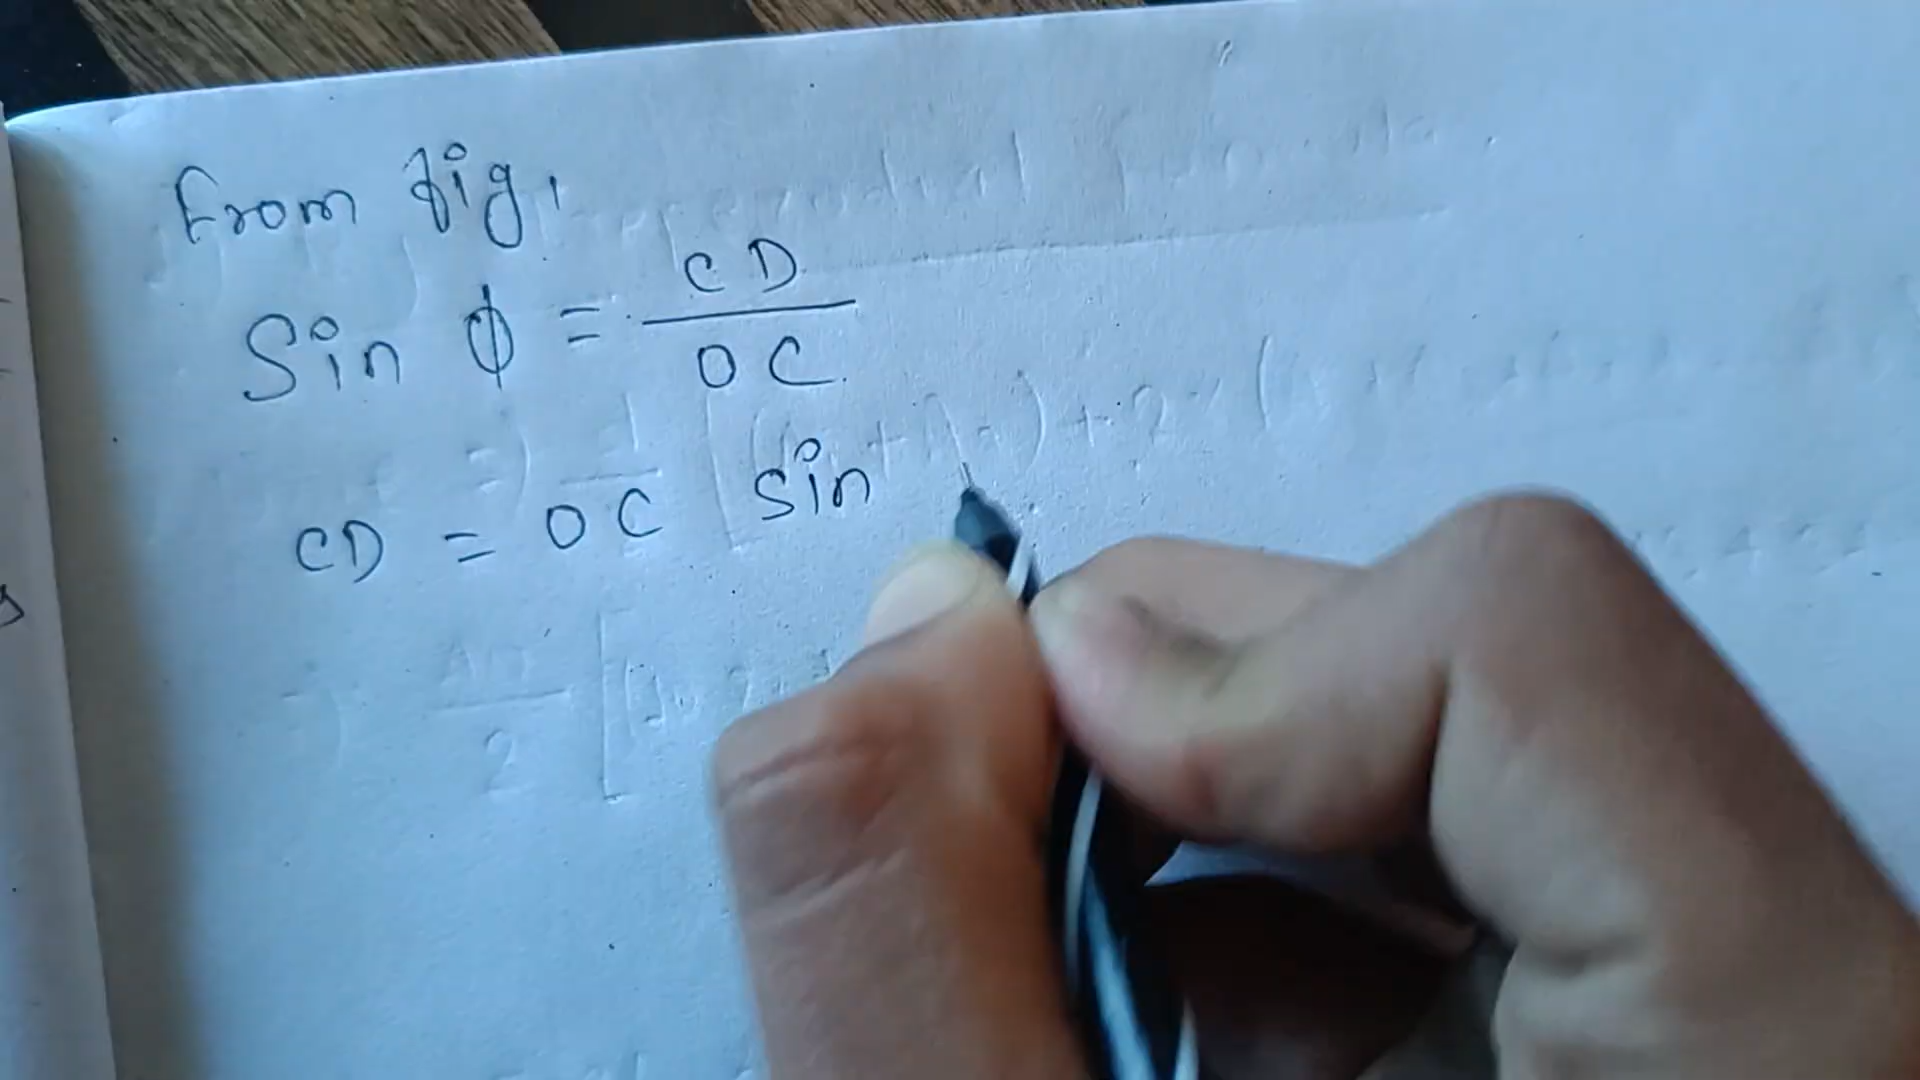 From fig,
Sin φ = CD / OC
CD = OC sin